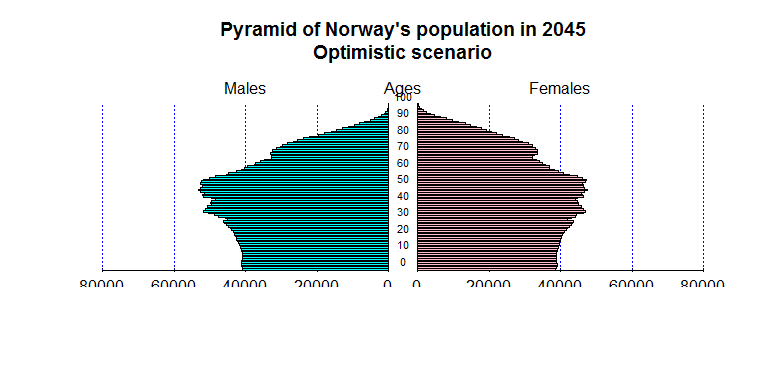 Pyramid of Norway's population in 2045
Optimistic scenario
Males Ages Females
100
90
80
70
60
50
40
30
20
10
0
80000 60000 40000 20000 0 0 20000 40000 60000 80000